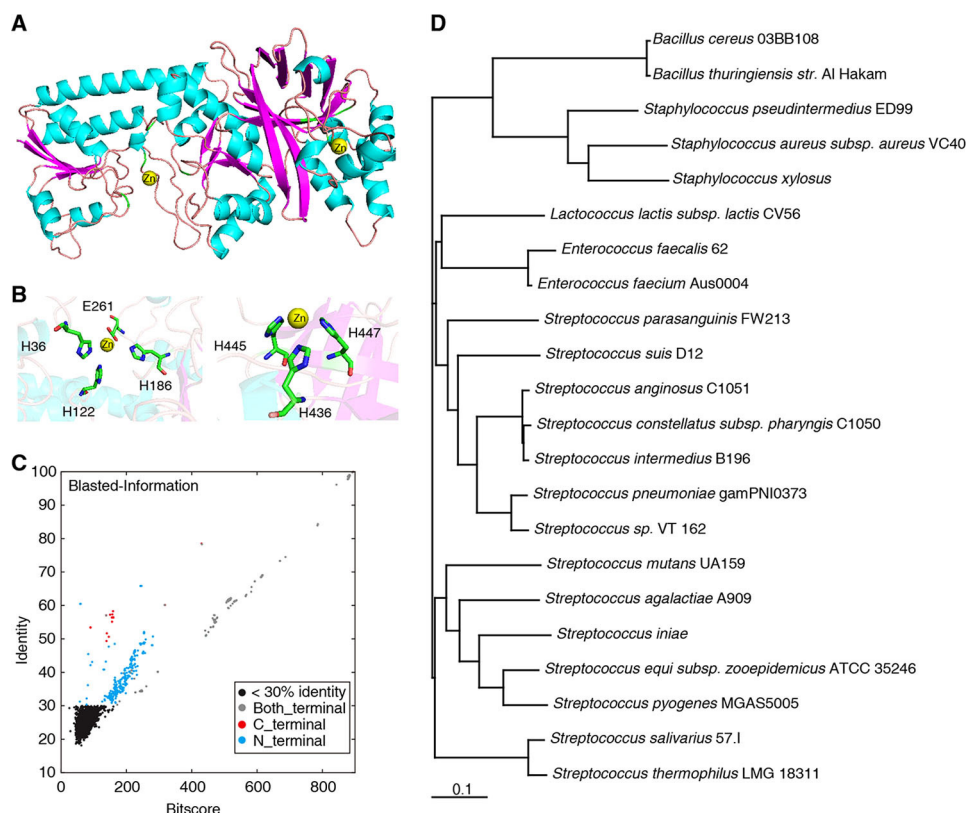 A
Zn
Zn
B
E261
Zn
H36
H186
H122
Zn
H445
H447
H436
C
Blasted-Information
100
90
80
70
60
50
40
30
20
10
Identity
0
200
400
600
800
Bitscore
< 30% identity
Both_terminal
C_terminal
N_terminal
D
Bacillus cereus 03BB108
Bacillus thuringiensis str. Al Hakam
Staphylococcus pseudintermedius ED99
Staphylococcus aureus subsp. aureus VC40
Staphylococcus xylosus
Lactococcus lactis subsp. lactis CV56
Enterococcus faecalis 62
Enterococcus faecium Aus0004
Streptococcus parasanguinis FW213
Streptococcus suis D12
Streptococcus anginosus C1051
Streptococcus constellatus subsp. pharyngis C1050
Streptococcus intermedius B196
Streptococcus pneumoniae gamPNI0373
Streptococcus sp. VT 162
Streptococcus mutans UA159
Streptococcus agalactiae A909
Streptococcus iniae
Streptococcus equi subsp. zooepidemicus ATCC 35246
Streptococcus pyogenes MGAS5005
Streptococcus salivarius 57.I
Streptococcus thermophilus LMG 18311
0.1